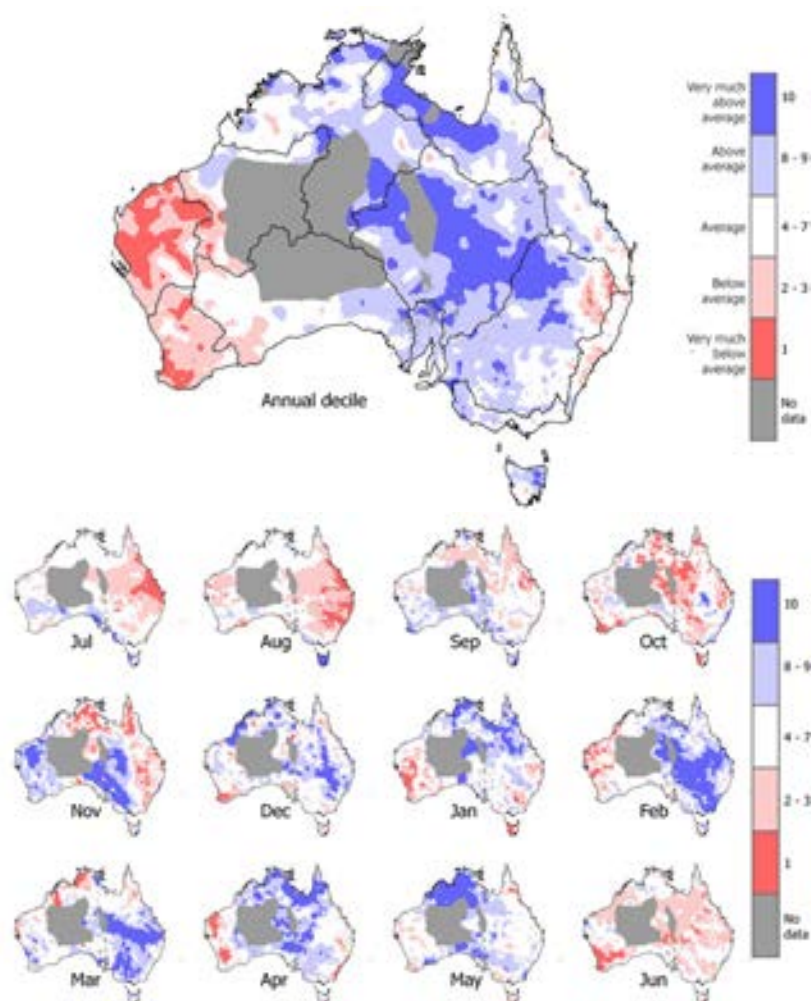 Very much
above
average
10
Above
average
8 - 9
Average
4 - 7
Below
average
2 - 3
Very much
below
average
1
No
data
Annual decile
Jul
Aug
Sep
Oct
Nov
Dec
Jan
Feb
Mar
Apr
May
Jun
10
8 - 9
4 - 7
2 - 3
1
No
data